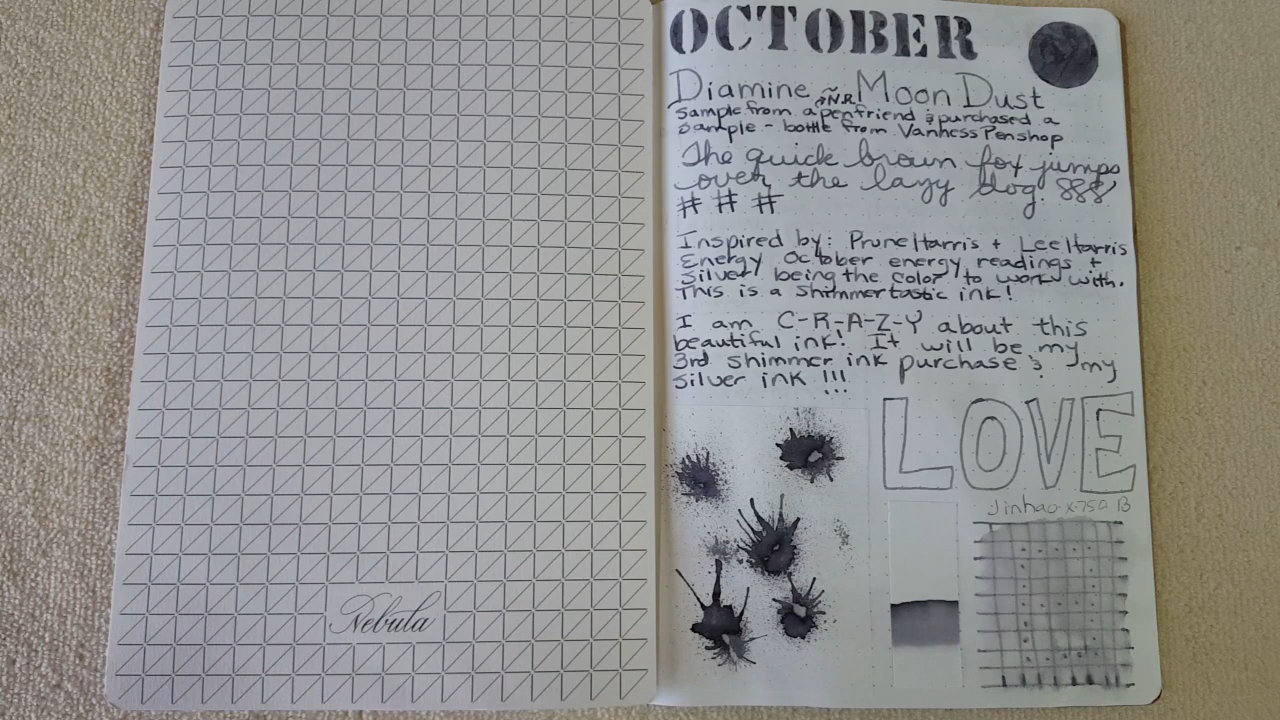 Nebula
OCTOBER
Diamine Moon Dust
Sample from a penfriend & purchased a
sample - bottle from Vanness Penshop
The quick brown fox jumps
over the lazy dog. 888
# # #
Inspired by: Prune Harris + Lee Harris
Energy October energy readings +
silver being the color to work with.
This is a shimmertastic ink!
I am C-R-A-Z-Y about this
beautiful ink! It will be my
3rd shimmer ink purchase & my
silver ink !!!
LOVE
Jinhao-X-750 B